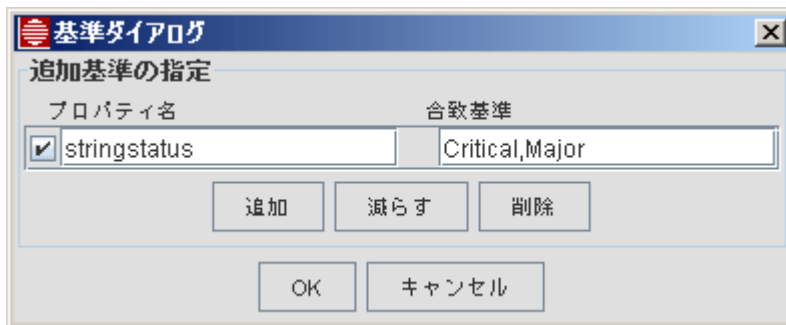 基準ダイアログ
追加基準の指定
プロパティ名 合致基準
stringstatus Critical,Major
追加 減らす 削除
OK キャンセル